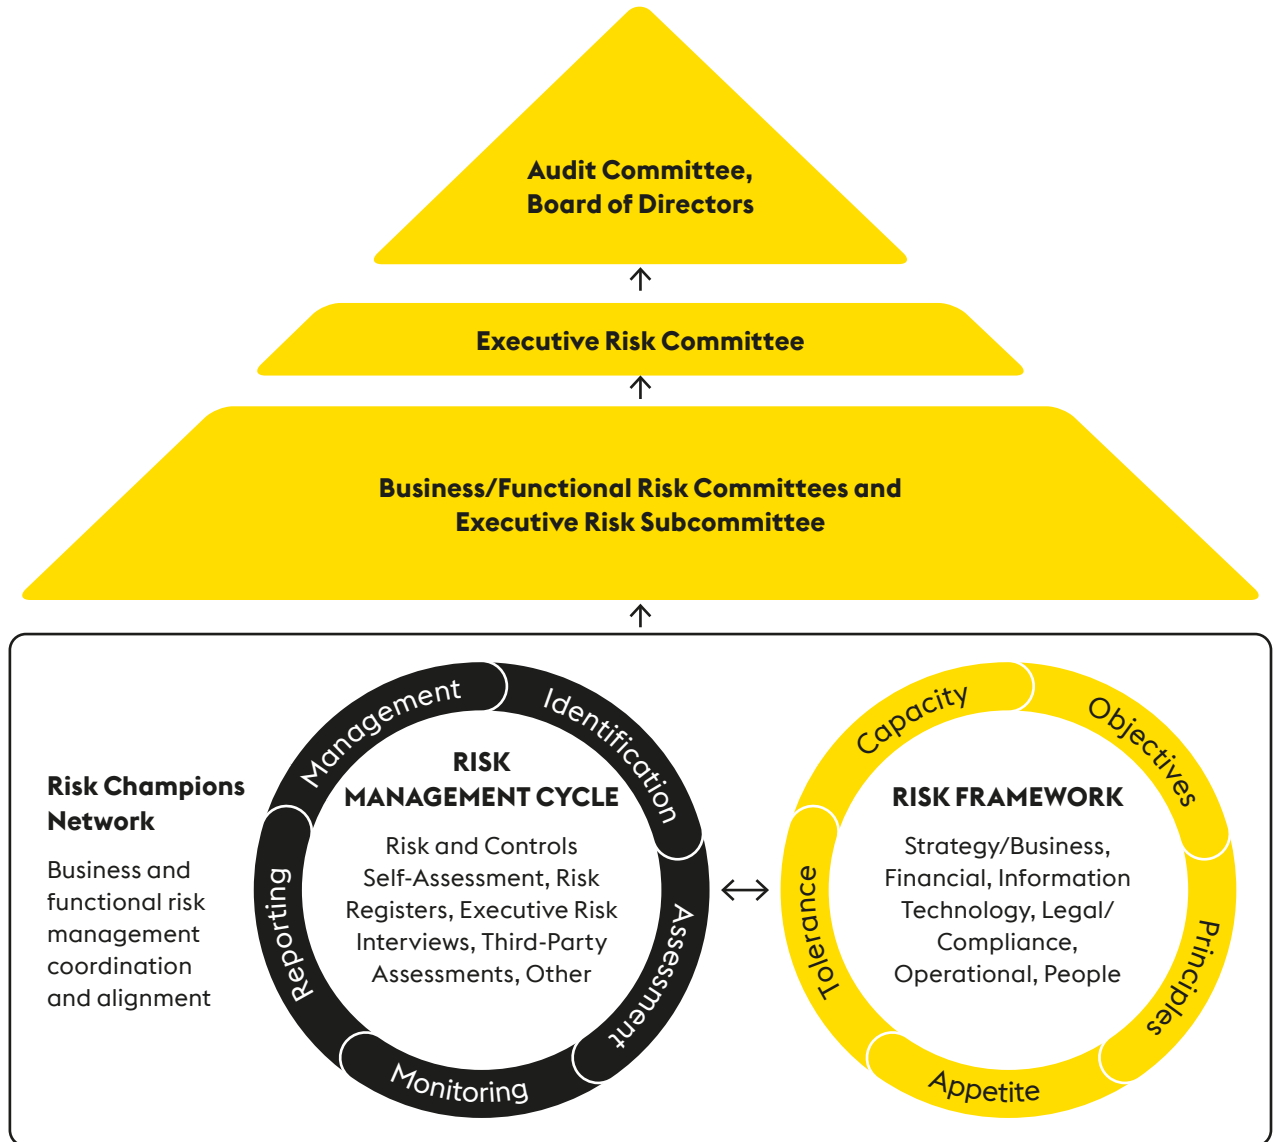 Audit Committee,
Board of Directors
Executive Risk Committee
Business/Functional Risk Committees and
Executive Risk Subcommittee
Risk Champions
Network
Business and
functional risk
management
coordination
and alignment
Management
Identification
Assessment
Monitoring
Reporting
RISK
MANAGEMENT CYCLE
Risk and Controls
Self-Assessment, Risk
Registers, Executive Risk
Interviews, Third-Party
Assessments, Other
Capacity
Objectives
Principles
Appetite
Tolerance
RISK FRAMEWORK
Strategy/Business,
Financial, Information
Technology, Legal/
Compliance,
Operational, People